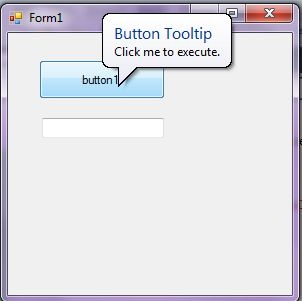 Form1
Button Tooltip
Click me to execute.
button1